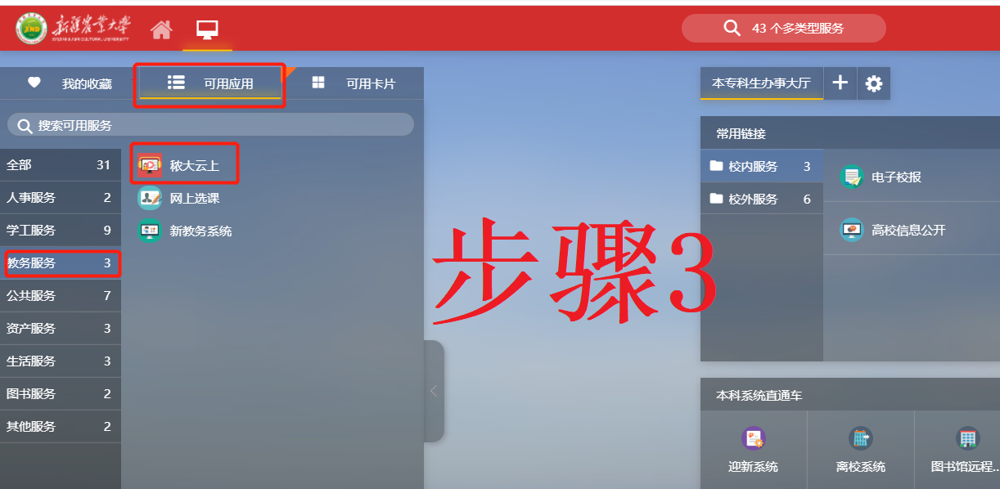 新疆农业大学
XINJIANG AGRICULTURAL UNIVERSITY
43 个多类型服务
我的收藏
可用应用
可用卡片
搜索可用服务
全部 31
人事服务 2
学工服务 9
教务服务 3
公共服务 7
资产服务 3
生活服务 3
图书服务 2
其他服务 2
秾大云上
网上选课
新教务系统
步骤3
本专科生办事大厅
常用链接
校内服务 3
校外服务 6
电子校报
高校信息公开
本科系统直通车
迎新系统
离校系统
图书馆远程...